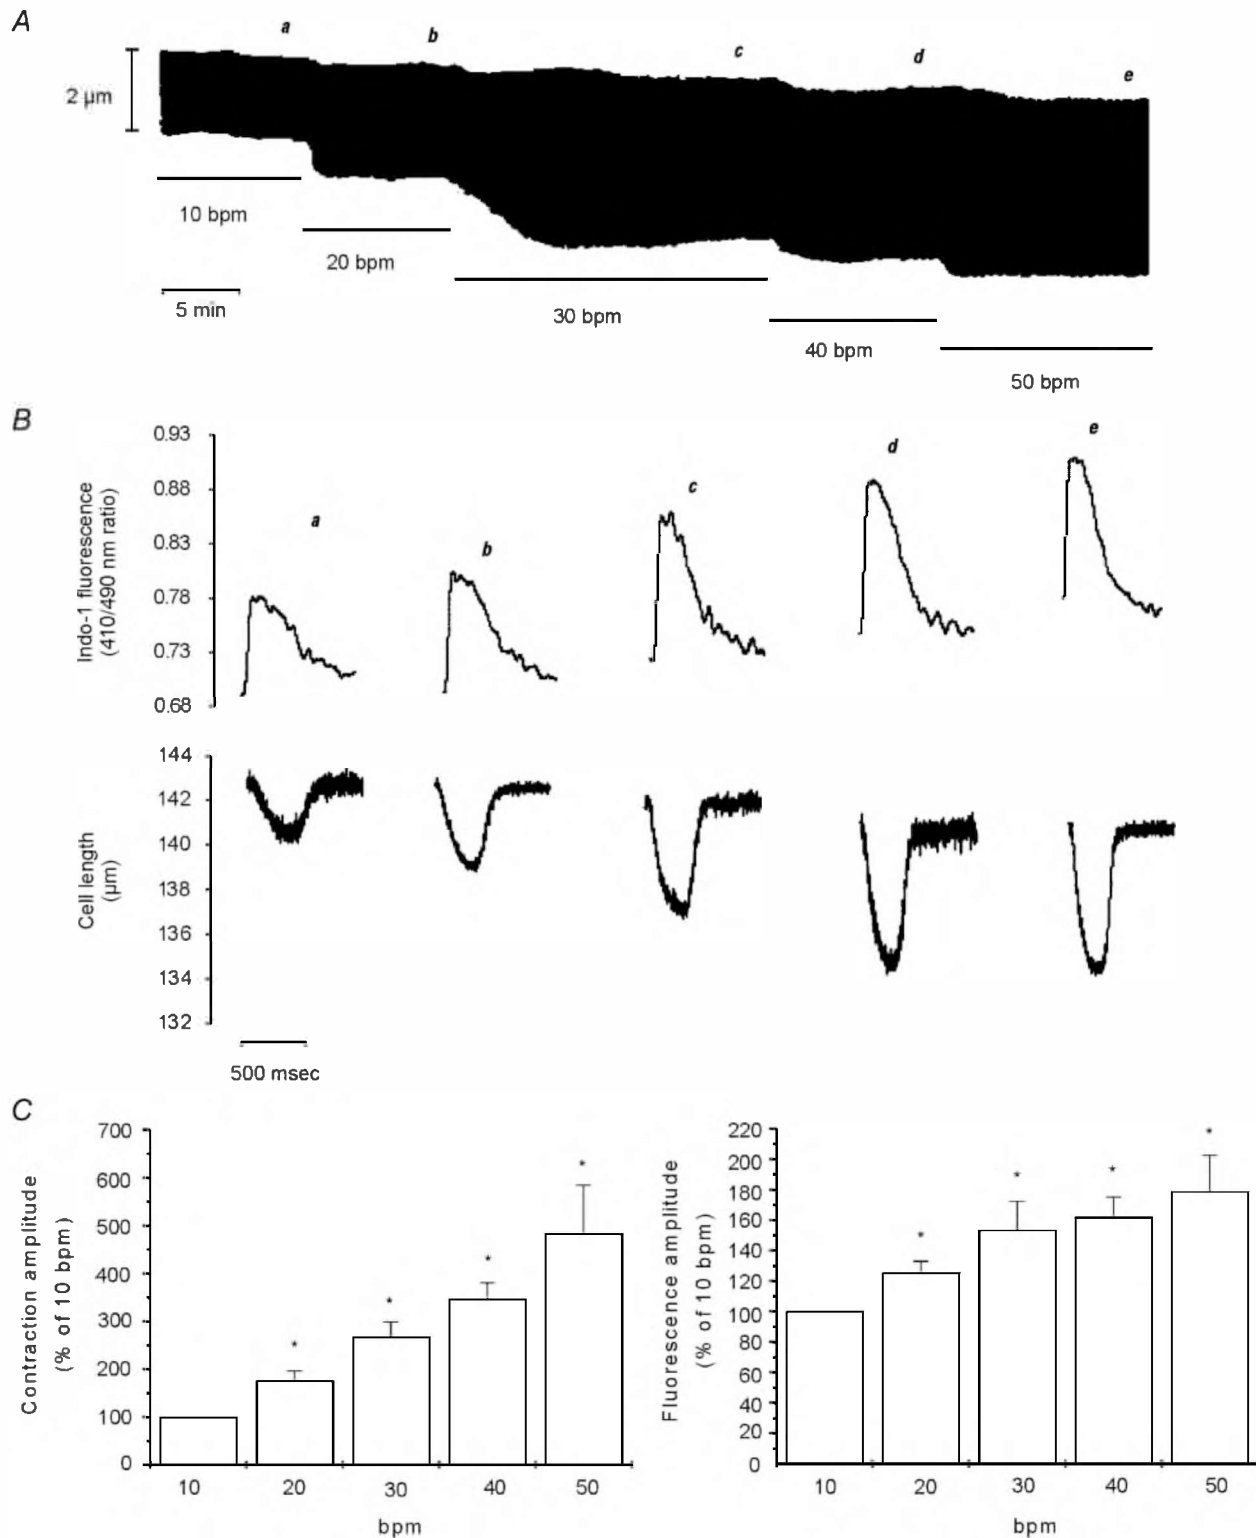 A
a
b
c
d
e
2 µm
10 bpm
20 bpm
5 min
30 bpm
40 bpm
50 bpm
B
0.93
0.88
0.83
0.78
0.73
0.68
Indo-1 fluorescence
(410/490 nm ratio)
a
b
c
d
e
144
142
140
138
136
134
132
Cell length
(µm)
500 msec
C
700
600
500
400
300
200
100
0
Contraction amplitude
(% of 10 bpm)
*
*
*
*
10
20
30
40
50
bpm
220
200
180
160
140
120
100
80
60
40
20
0
Fluorescence amplitude
(% of 10 bpm)
*
*
*
*
10
20
30
40
50
bpm